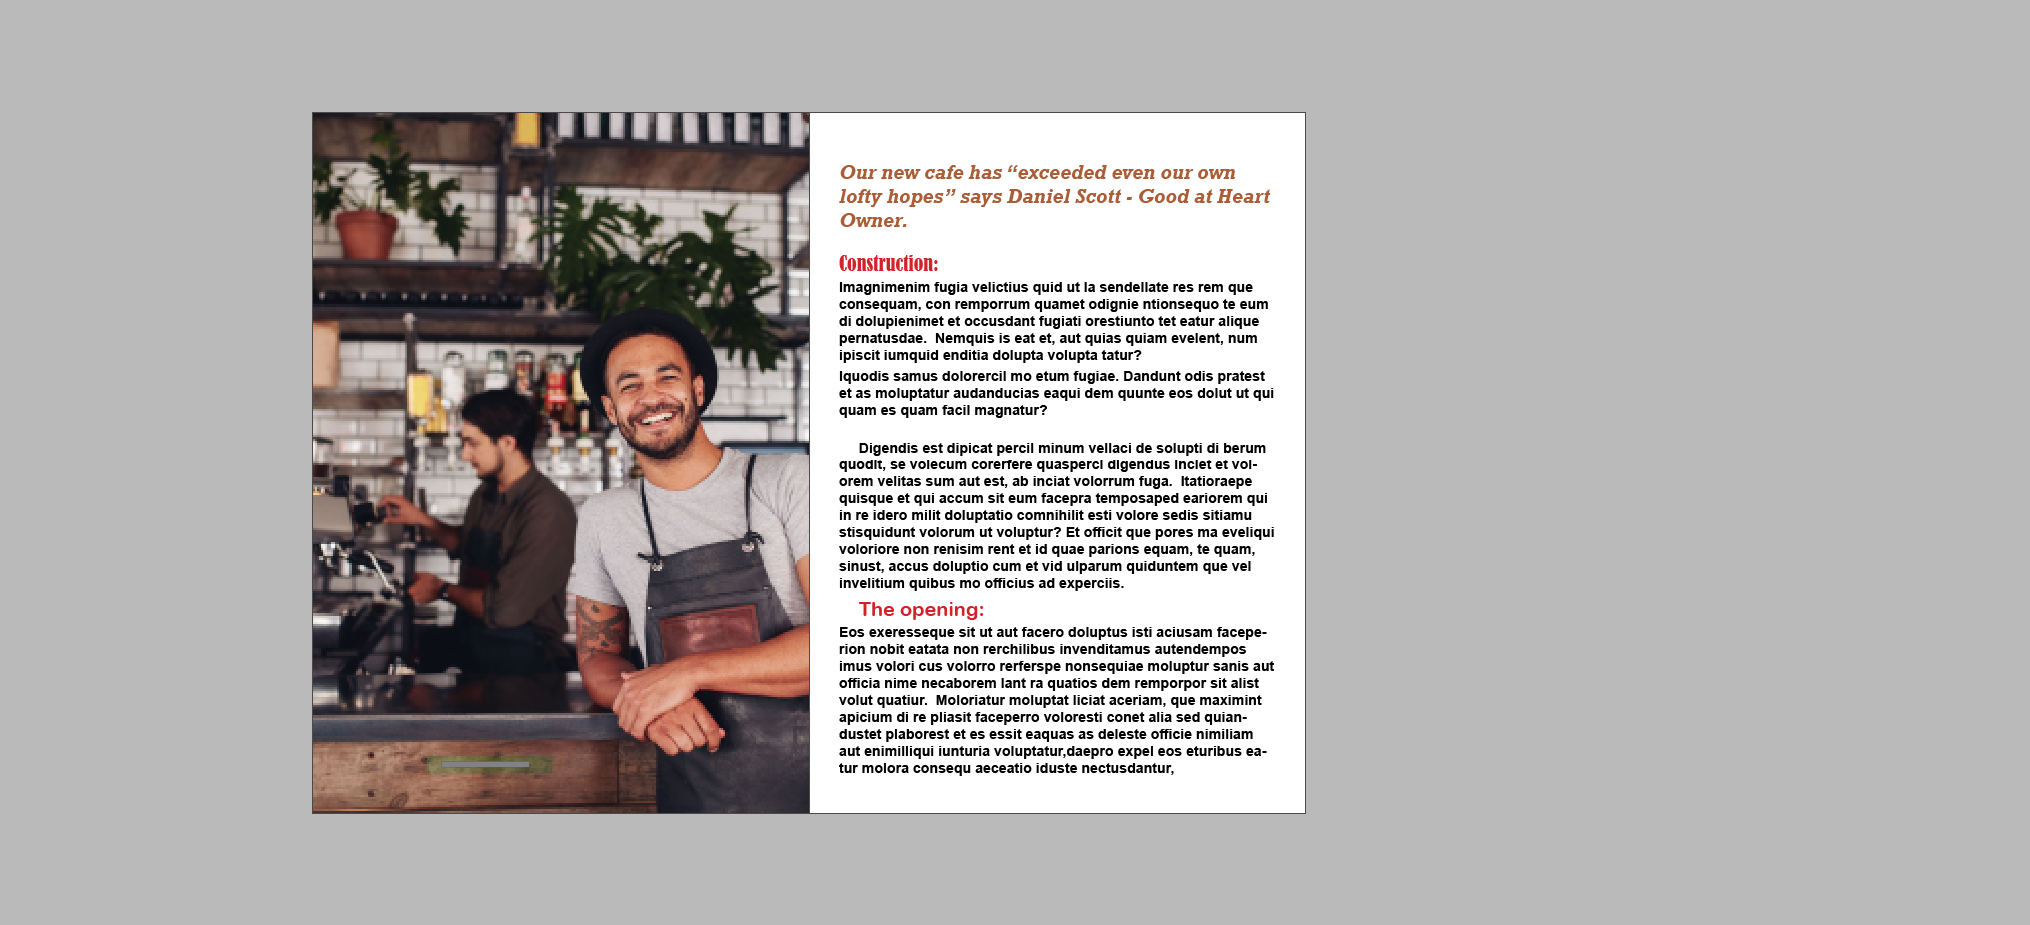 Our new cafe has “exceeded even our own
lofty hopes” says Daniel Scott - Good at Heart
Owner.
Construction:
Imagnimenim fugia velictius quid ut la sendellate res rem que
consequam, con remporrum quamet odignie ntionsequo te eum
di dolupienimet et occusdant fugiati orestiunto tet eatur alique
pernatusdae.  Nemquis is eat et, aut quias quiam evelent, num
ipiscit iumquid enditia dolupta volupta tatur?
Iquodis samus dolorercil mo etum fugiae. Dandunt odis pratest
et as moluptatur audanducias eaqui dem quunte eos dolut ut qui
quam es quam facil magnatur?
Digendis est dipicat percil minum vellaci de solupti di berum
quodit, se volecum corerfere quasperci digendus inciet et vol-
orem velitas sum aut est, ab inciat volorrum fuga.  Itatioraepe
quisque et qui accum sit eum facepra temposaped eariorem qui
in re idero milit doluptatio comnihilit esti volore sedis sitiamu
stisquidunt volorum ut voluptur? Et officit que pores ma eveliqui
voloriore non renisim rent et id quae parions equam, te quam,
sinust, accus doluptio cum et vid ulparum quiduntem que vel
invelitium quibus mo officius ad experciis.
The opening:
Eos exeresseque sit ut aut facero doluptus isti aciusam facepe-
rion nobit eatata non rerchilibus invenditamus autendempos
imus volori cus volorro rerferspe nonsequiae moluptur sanis aut
officia nime necaborem lant ra quatios dem remporpor sit alist
volut quatiur.  Moloriatur moluptat liciat aceriam, que maximint
apicium di re pliasit faceperro voloresti conet alia sed quian-
dustet plaborest et es essit eaquas as deleste officie nimiliam
aut enimilliqui iunturia voluptatur,daepro expel eos eturibus ea-
tur molora consequ aeceatio iduste nectusdantur,